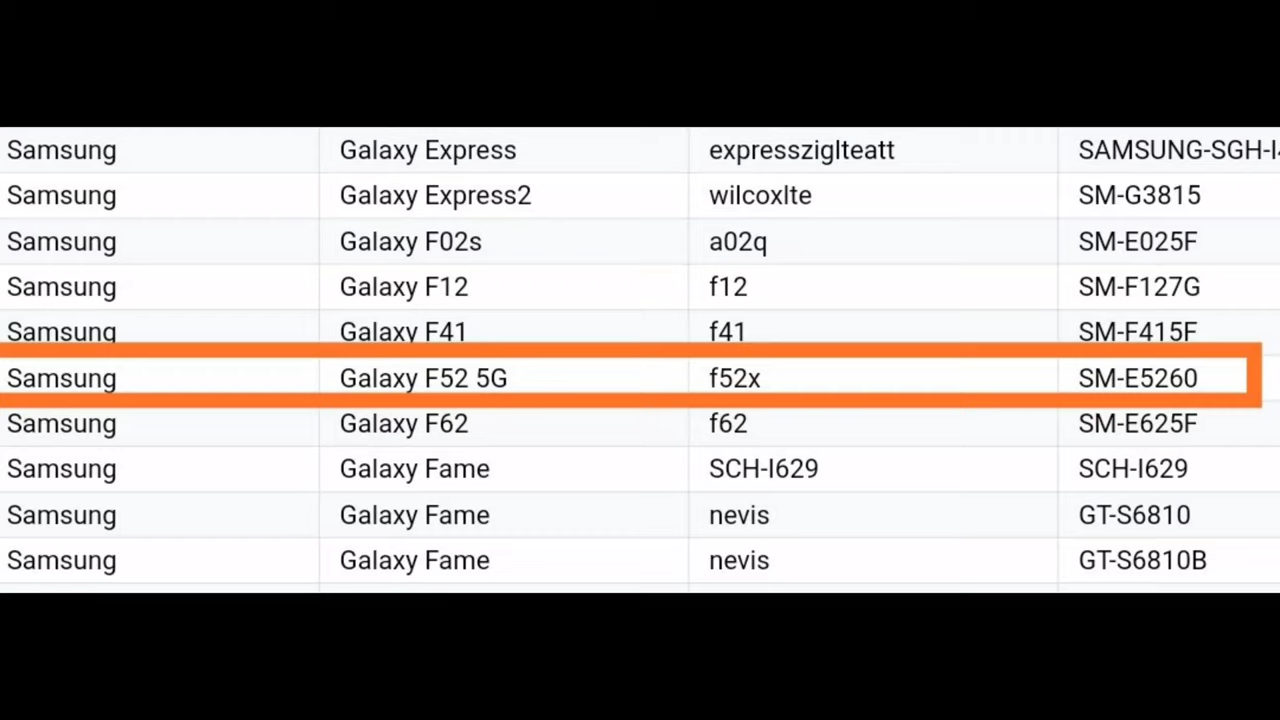 Samsung Galaxy Express expressziglteatt SAMSUNG-SGH-I
Samsung Galaxy Express2 wilcoxlte SM-G3815
Samsung Galaxy F02s a02q SM-E025F
Samsung Galaxy F12 f12 SM-F127G
Samsung Galaxy F41 f41 SM-F415F
Samsung Galaxy F52 5G f52x SM-E5260
Samsung Galaxy F62 f62 SM-E625F
Samsung Galaxy Fame SCH-I629 SCH-I629
Samsung Galaxy Fame nevis GT-S6810
Samsung Galaxy Fame nevis GT-S6810B